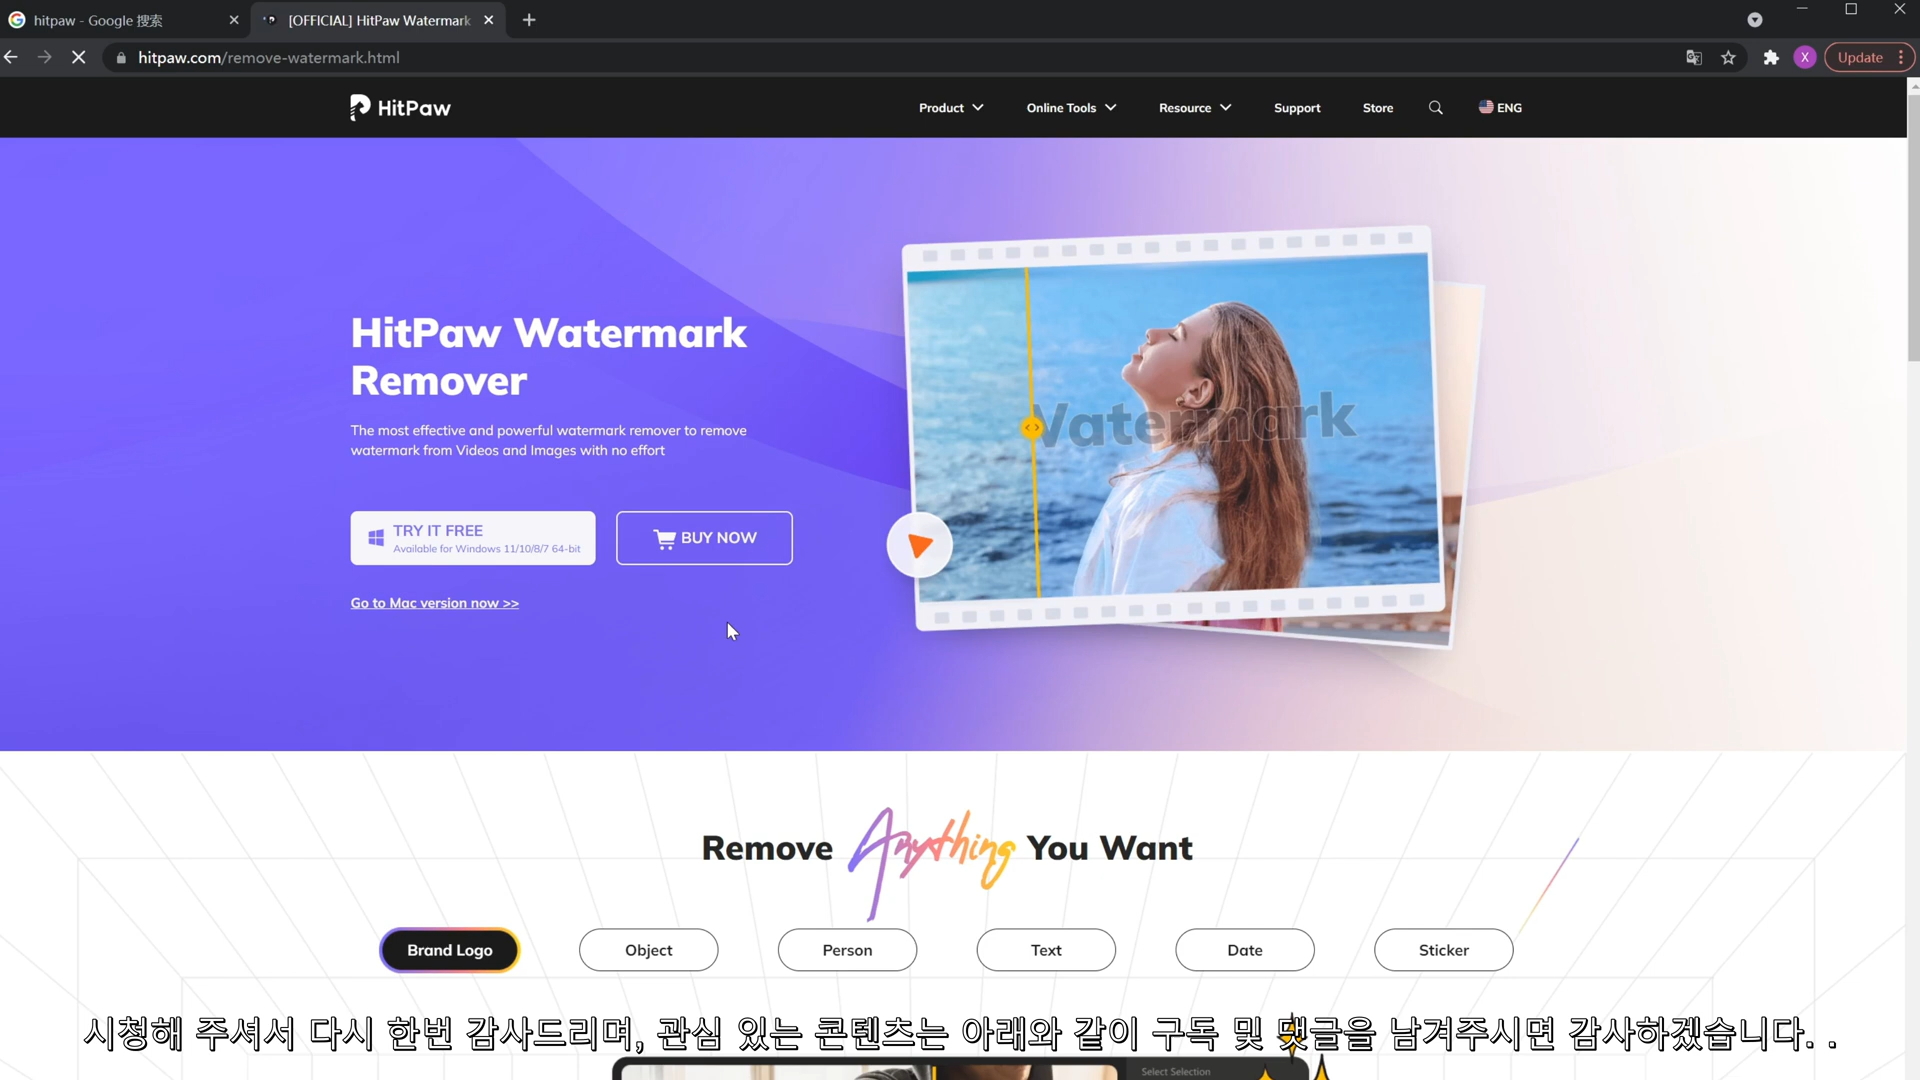 hitpaw - Google 搜索
[OFFICIAL] HitPaw Watermark
hitpaw.com/remove-watermark.html
X
Update
HitPaw
Product
Online Tools
Resource
Support
Store
ENG
HitPaw Watermark
Remover
The most effective and powerful watermark remover to remove
watermark from Videos and Images with no effort
TRY IT FREE
Available for Windows 11/10/8/7 64-bit
BUY NOW
Go to Mac version now >>
Watermark
Remove Anything You Want
Brand Logo
Object
Person
Text
Date
Sticker
시청해 주셔서 다시 한번 감사드리며, 관심 있는 콘텐츠는 아래와 같이 구독 및 댓글을 남겨주시면 감사하겠습니다. .
Select Selection